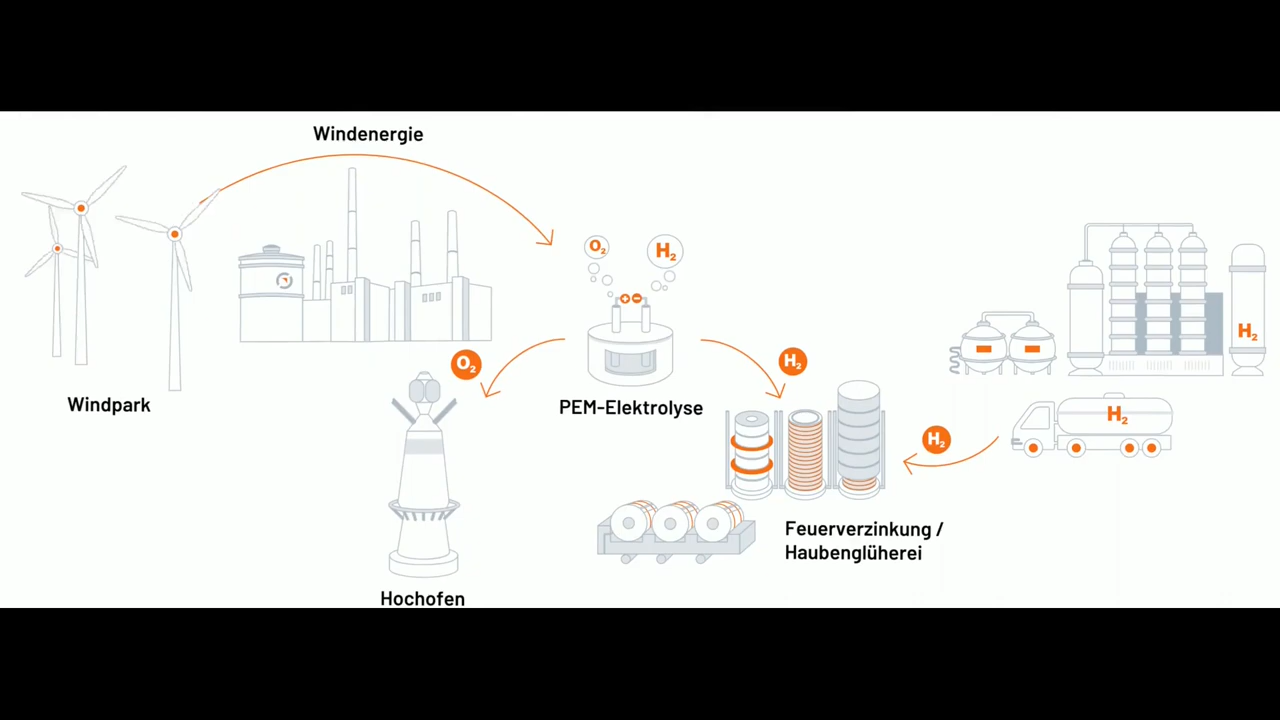 Windenergie
O₂
H₂
H₂
O₂
H₂
H₂
Windpark
PEM-Elektrolyse
H₂
Feuerverzinkung /
Haubenglüherei
Hochofen